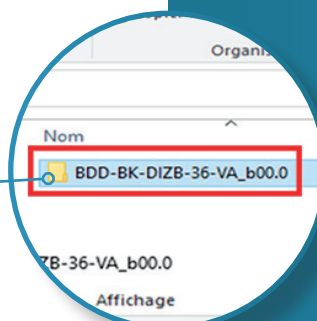 Organis
Nom
BDD-BK-DIZB-36-VA_b00.0
ZB-36-VA_b00.0
Affichage